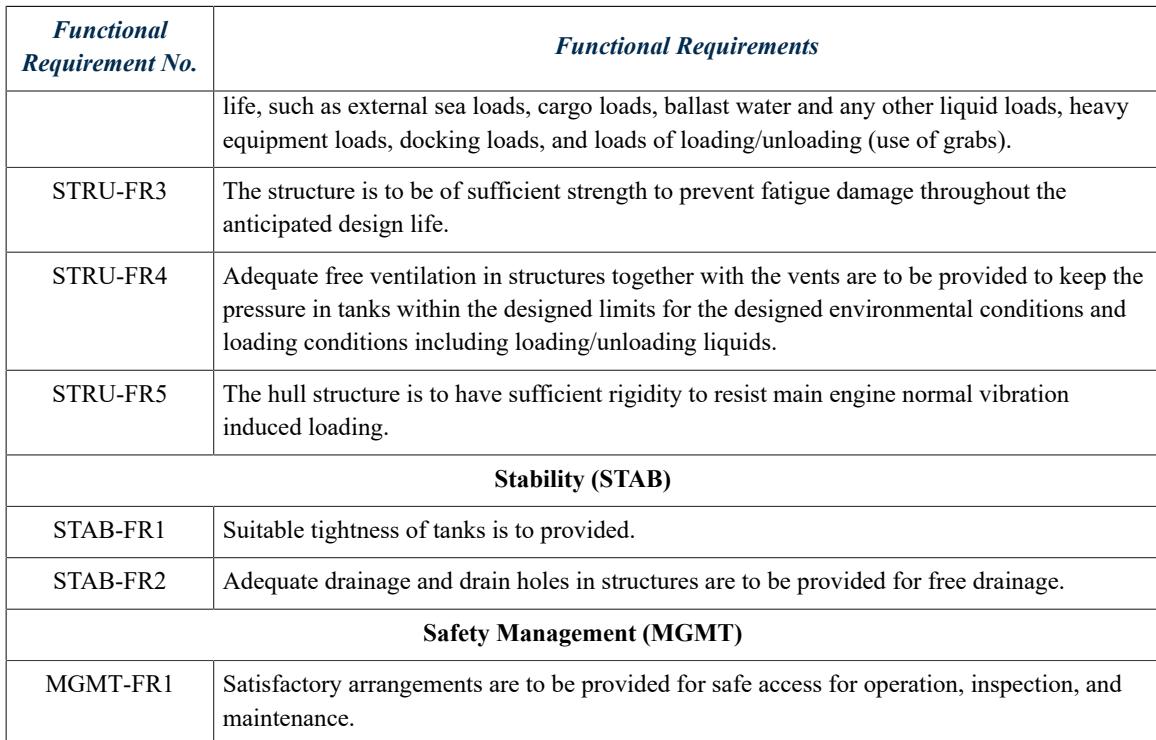 Functional
Requirement No.
Functional Requirements
life, such as external sea loads, cargo loads, ballast water and any other liquid loads, heavy
equipment loads, docking loads, and loads of loading/unloading (use of grabs).
STRU-FR3
The structure is to be of sufficient strength to prevent fatigue damage throughout the
anticipated design life.
STRU-FR4
Adequate free ventilation in structures together with the vents are to be provided to keep the
pressure in tanks within the designed limits for the designed environmental conditions and
loading conditions including loading/unloading liquids.
STRU-FR5
The hull structure is to have sufficient rigidity to resist main engine normal vibration
induced loading.
Stability (STAB)
STAB-FR1
Suitable tightness of tanks is to provided.
STAB-FR2
Adequate drainage and drain holes in structures are to be provided for free drainage.
Safety Management (MGMT)
MGMT-FR1
Satisfactory arrangements are to be provided for safe access for operation, inspection, and
maintenance.